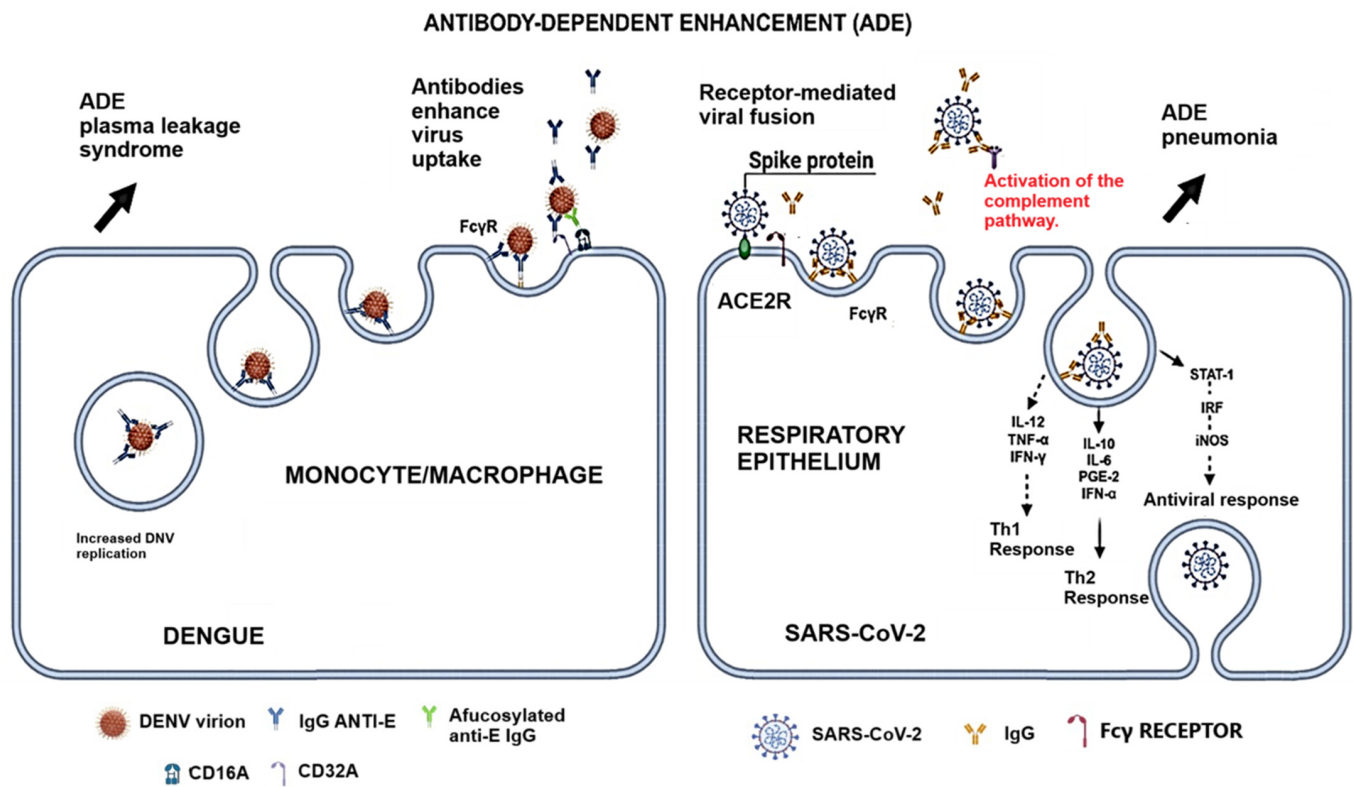 ANTIBODY-DEPENDENT ENHANCEMENT (ADE)
ADE
plasma leakage
syndrome
Antibodies
enhance
virus
uptake
FcγR
MONOCYTE/MACROPHAGE
Increased DNV
replication
DENGUE
DENV virion
IgG ANTI-E
Afucosylated
anti-E IgG
CD16A
CD32A
Receptor-mediated
viral fusion
Spike protein
Activation of the
complement
pathway.
ADE
pneumonia
ACE2R
FcγR
RESPIRATORY
EPITHELIUM
IL-12
TNF-α
IFN-γ
Th1
Response
IL-10
IL-6
PGE-2
IFN-α
Th2
Response
STAT-1
IRF
iNOS
Antiviral response
SARS-CoV-2
SARS-CoV-2
IgG
Fcγ RECEPTOR